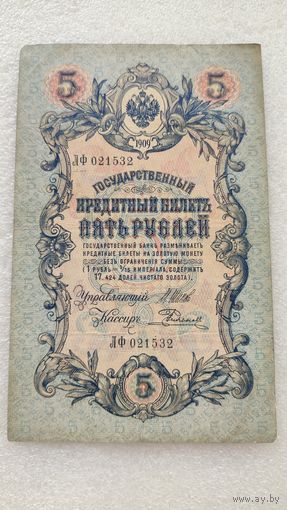 5 5
1909
ЛФ 021532
ГОСУДАРСТВЕННЫЙ
КРЕДИТНЫЙ БИЛЕТЪ
ПЯТЬ РУБЛЕЙ
ГОСУДАРСТВЕННЫЙ БАНКЪ РАЗМѢНИВАЕТЪ
КРЕДИТНЫЕ БИЛЕТЫ НА ЗОЛОТУЮ МОНЕТУ
БЕЗЪ ОГРАНИЧЕНІЯ СУММЫ
(1 РУБЛЬ = 1/15 ИМПЕРІАЛА, СОДЕРЖИТЪ
17,424 ДОЛЕЙ ЧИСТАГО ЗОЛОТА).
Управляющій
Кассиръ
ЛФ 021532
5
www.ay.by